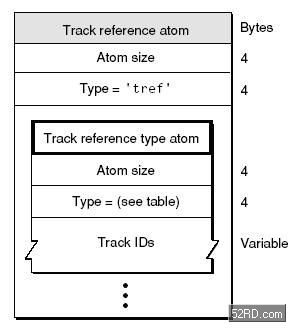 Track reference atom Bytes
Atom size 4
Type = 'tref' 4
Track reference type atom
Atom size 4
Type = (see table) 4
Track IDs Variable
52RD.com